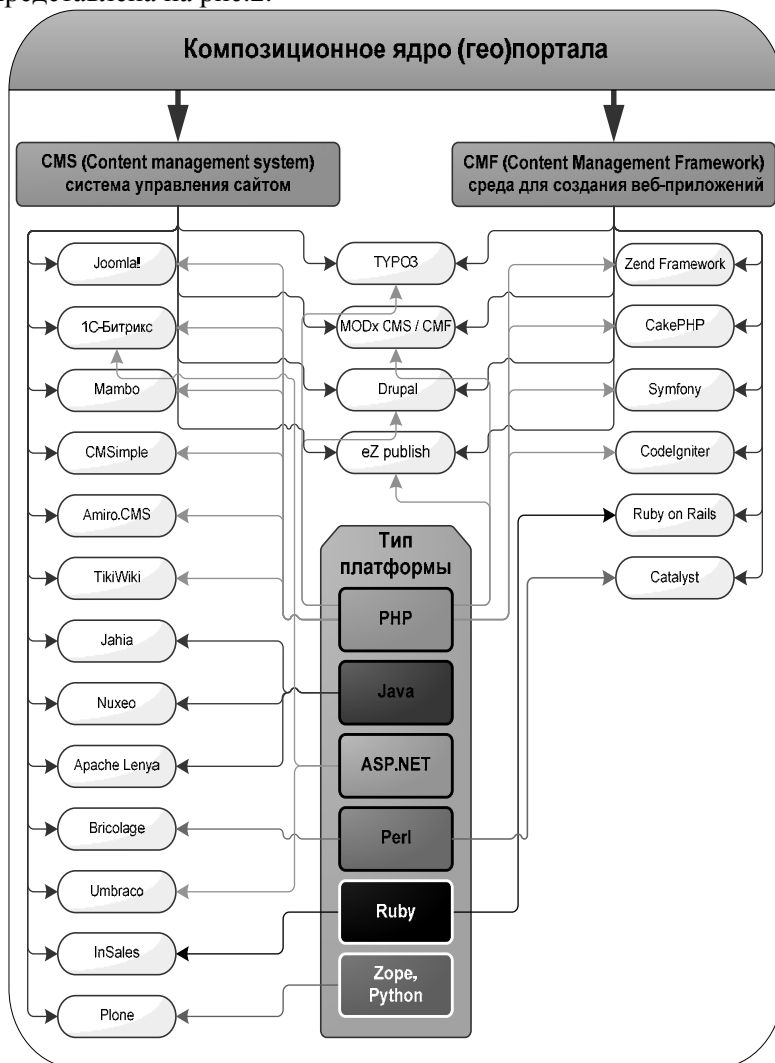 представлена на рис.2.
Композиционное ядро (гео)портала
CMS (Content management system)
система управления сайтом
CMF (Content Management Framework)
среда для создания веб-приложений
Joomla!
TYPO3
Zend Framework
1С-Битрикс
MODx CMS / CMF
CakePHP
Mambo
Drupal
Symfony
CMSimple
eZ publish
CodeIgniter
Amiro.CMS
Ruby on Rails
TikiWiki
Catalyst
Jahia
Nuxeo
Apache Lenya
Bricolage
Umbraco
InSales
Plone
Тип
платформы
PHP
Java
ASP.NET
Perl
Ruby
Zope,
Python